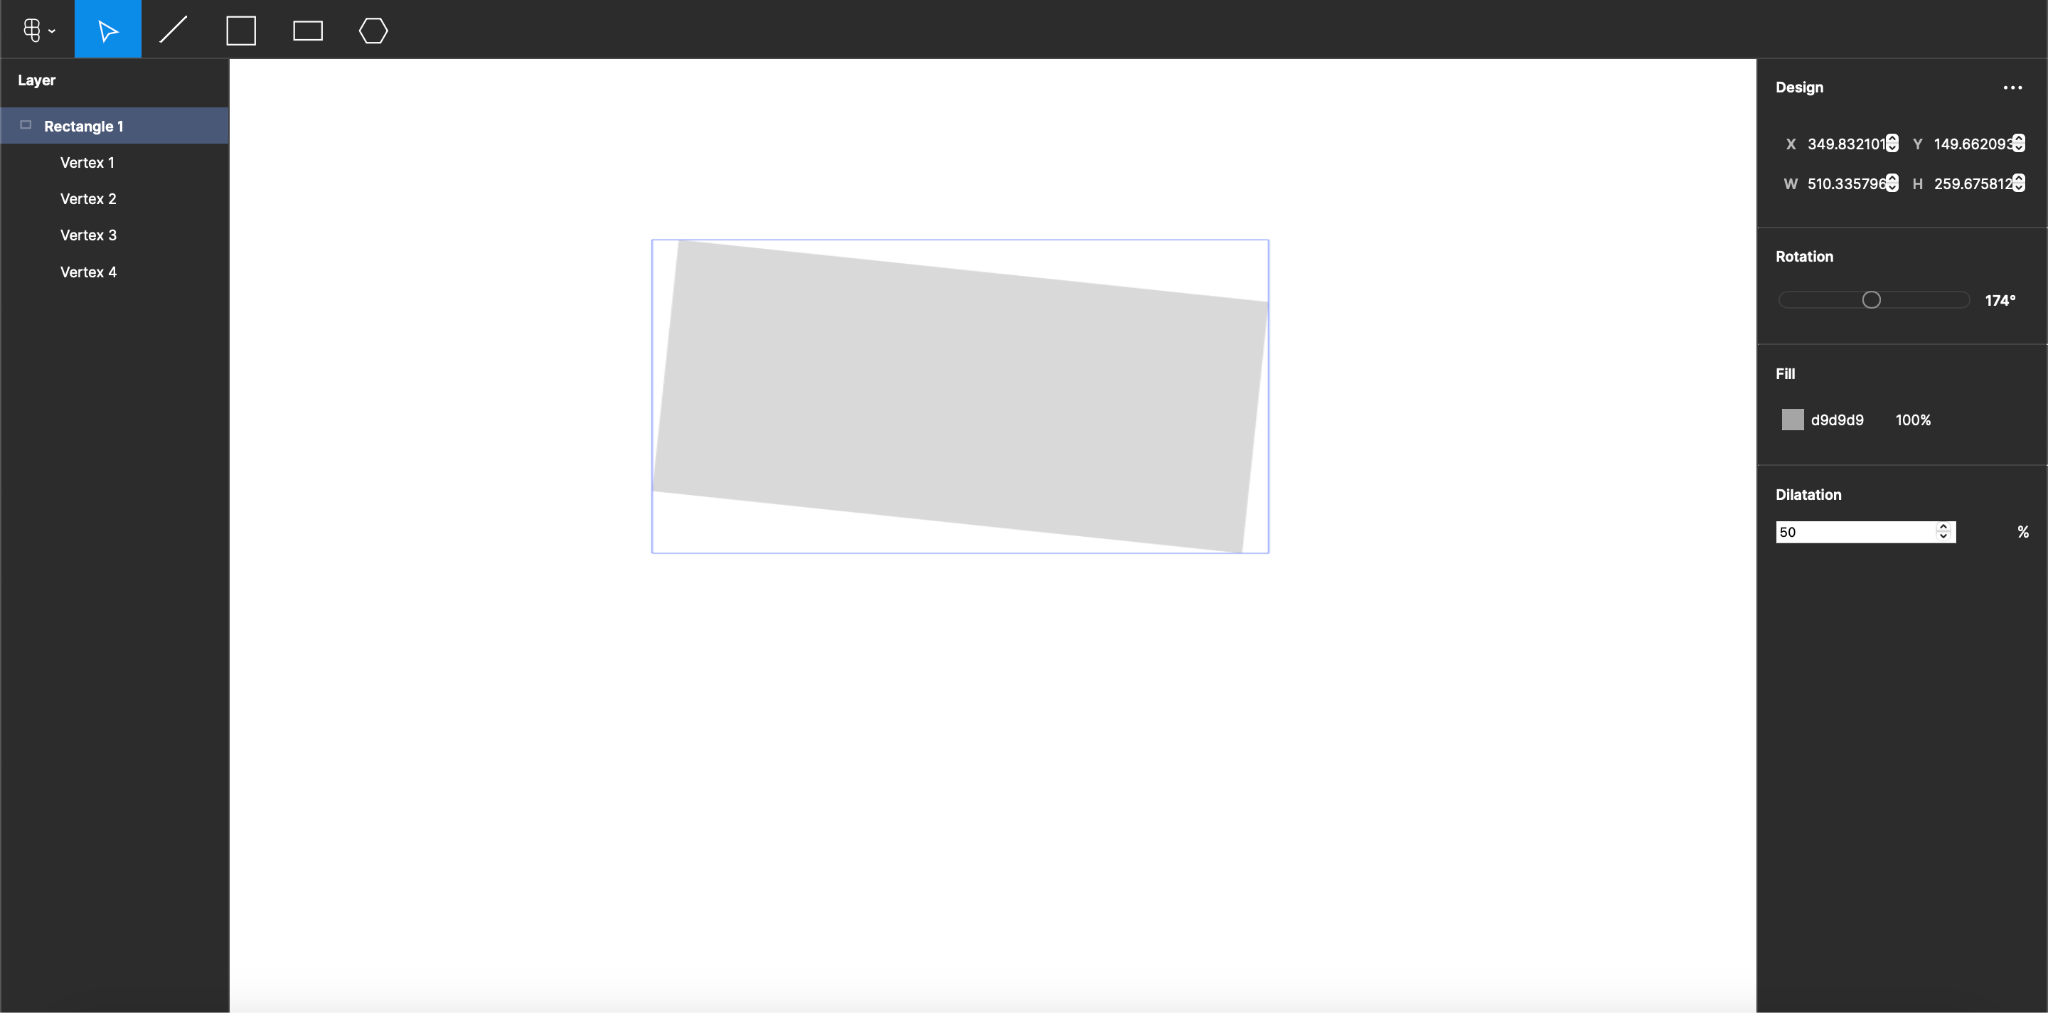 Layer
Rectangle 1
Vertex 1
Vertex 2
Vertex 3
Vertex 4
Design
X 349.832101 Y 149.662093
W 510.335796 H 259.675812
Rotation
174°
Fill
d9d9d9 100%
Dilatation
50 %